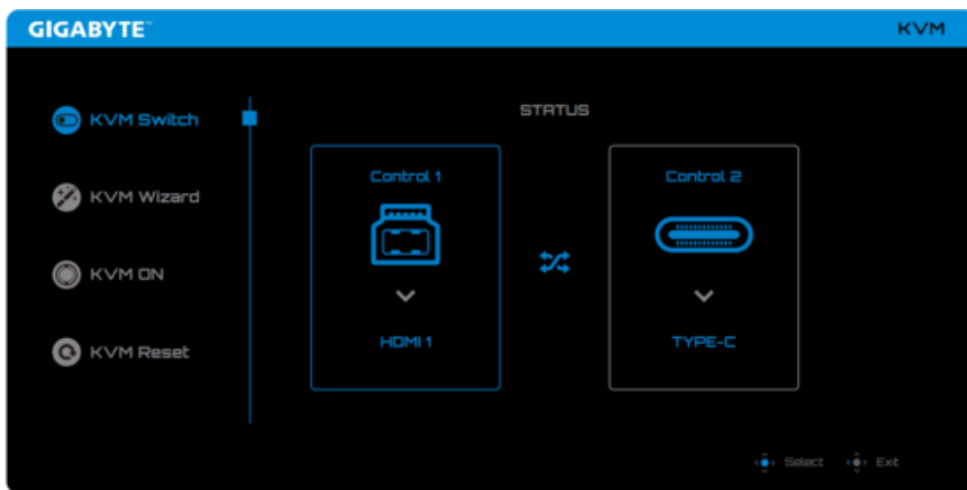 GIGABYTE™
KVM
KVM Switch
KVM Wizard
KVM ON
KVM Reset
STATUS
Control 1
HDMI 1
Control 2
TYPE-C
Select
Exit